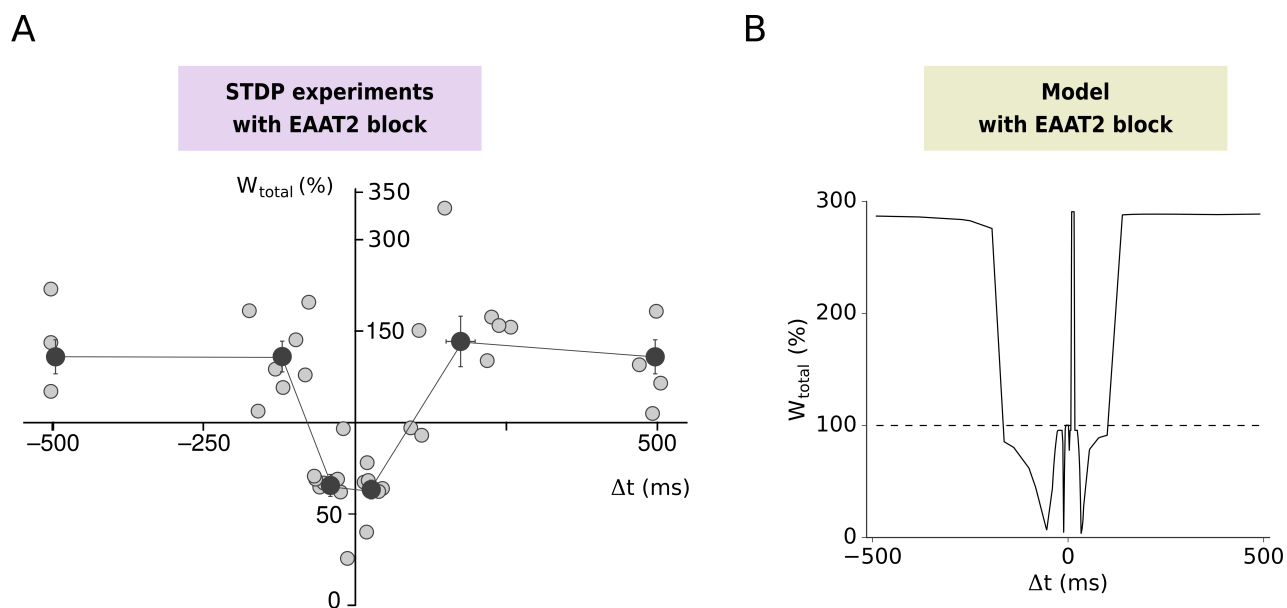 A
STDP experiments
with EAAT2 block
W_total (%)
350
300
150
−500
−250
500
Δt (ms)
50
0
B
Model
with EAAT2 block
300
200
100
0
W_total (%)
−500
0
500
Δt (ms)